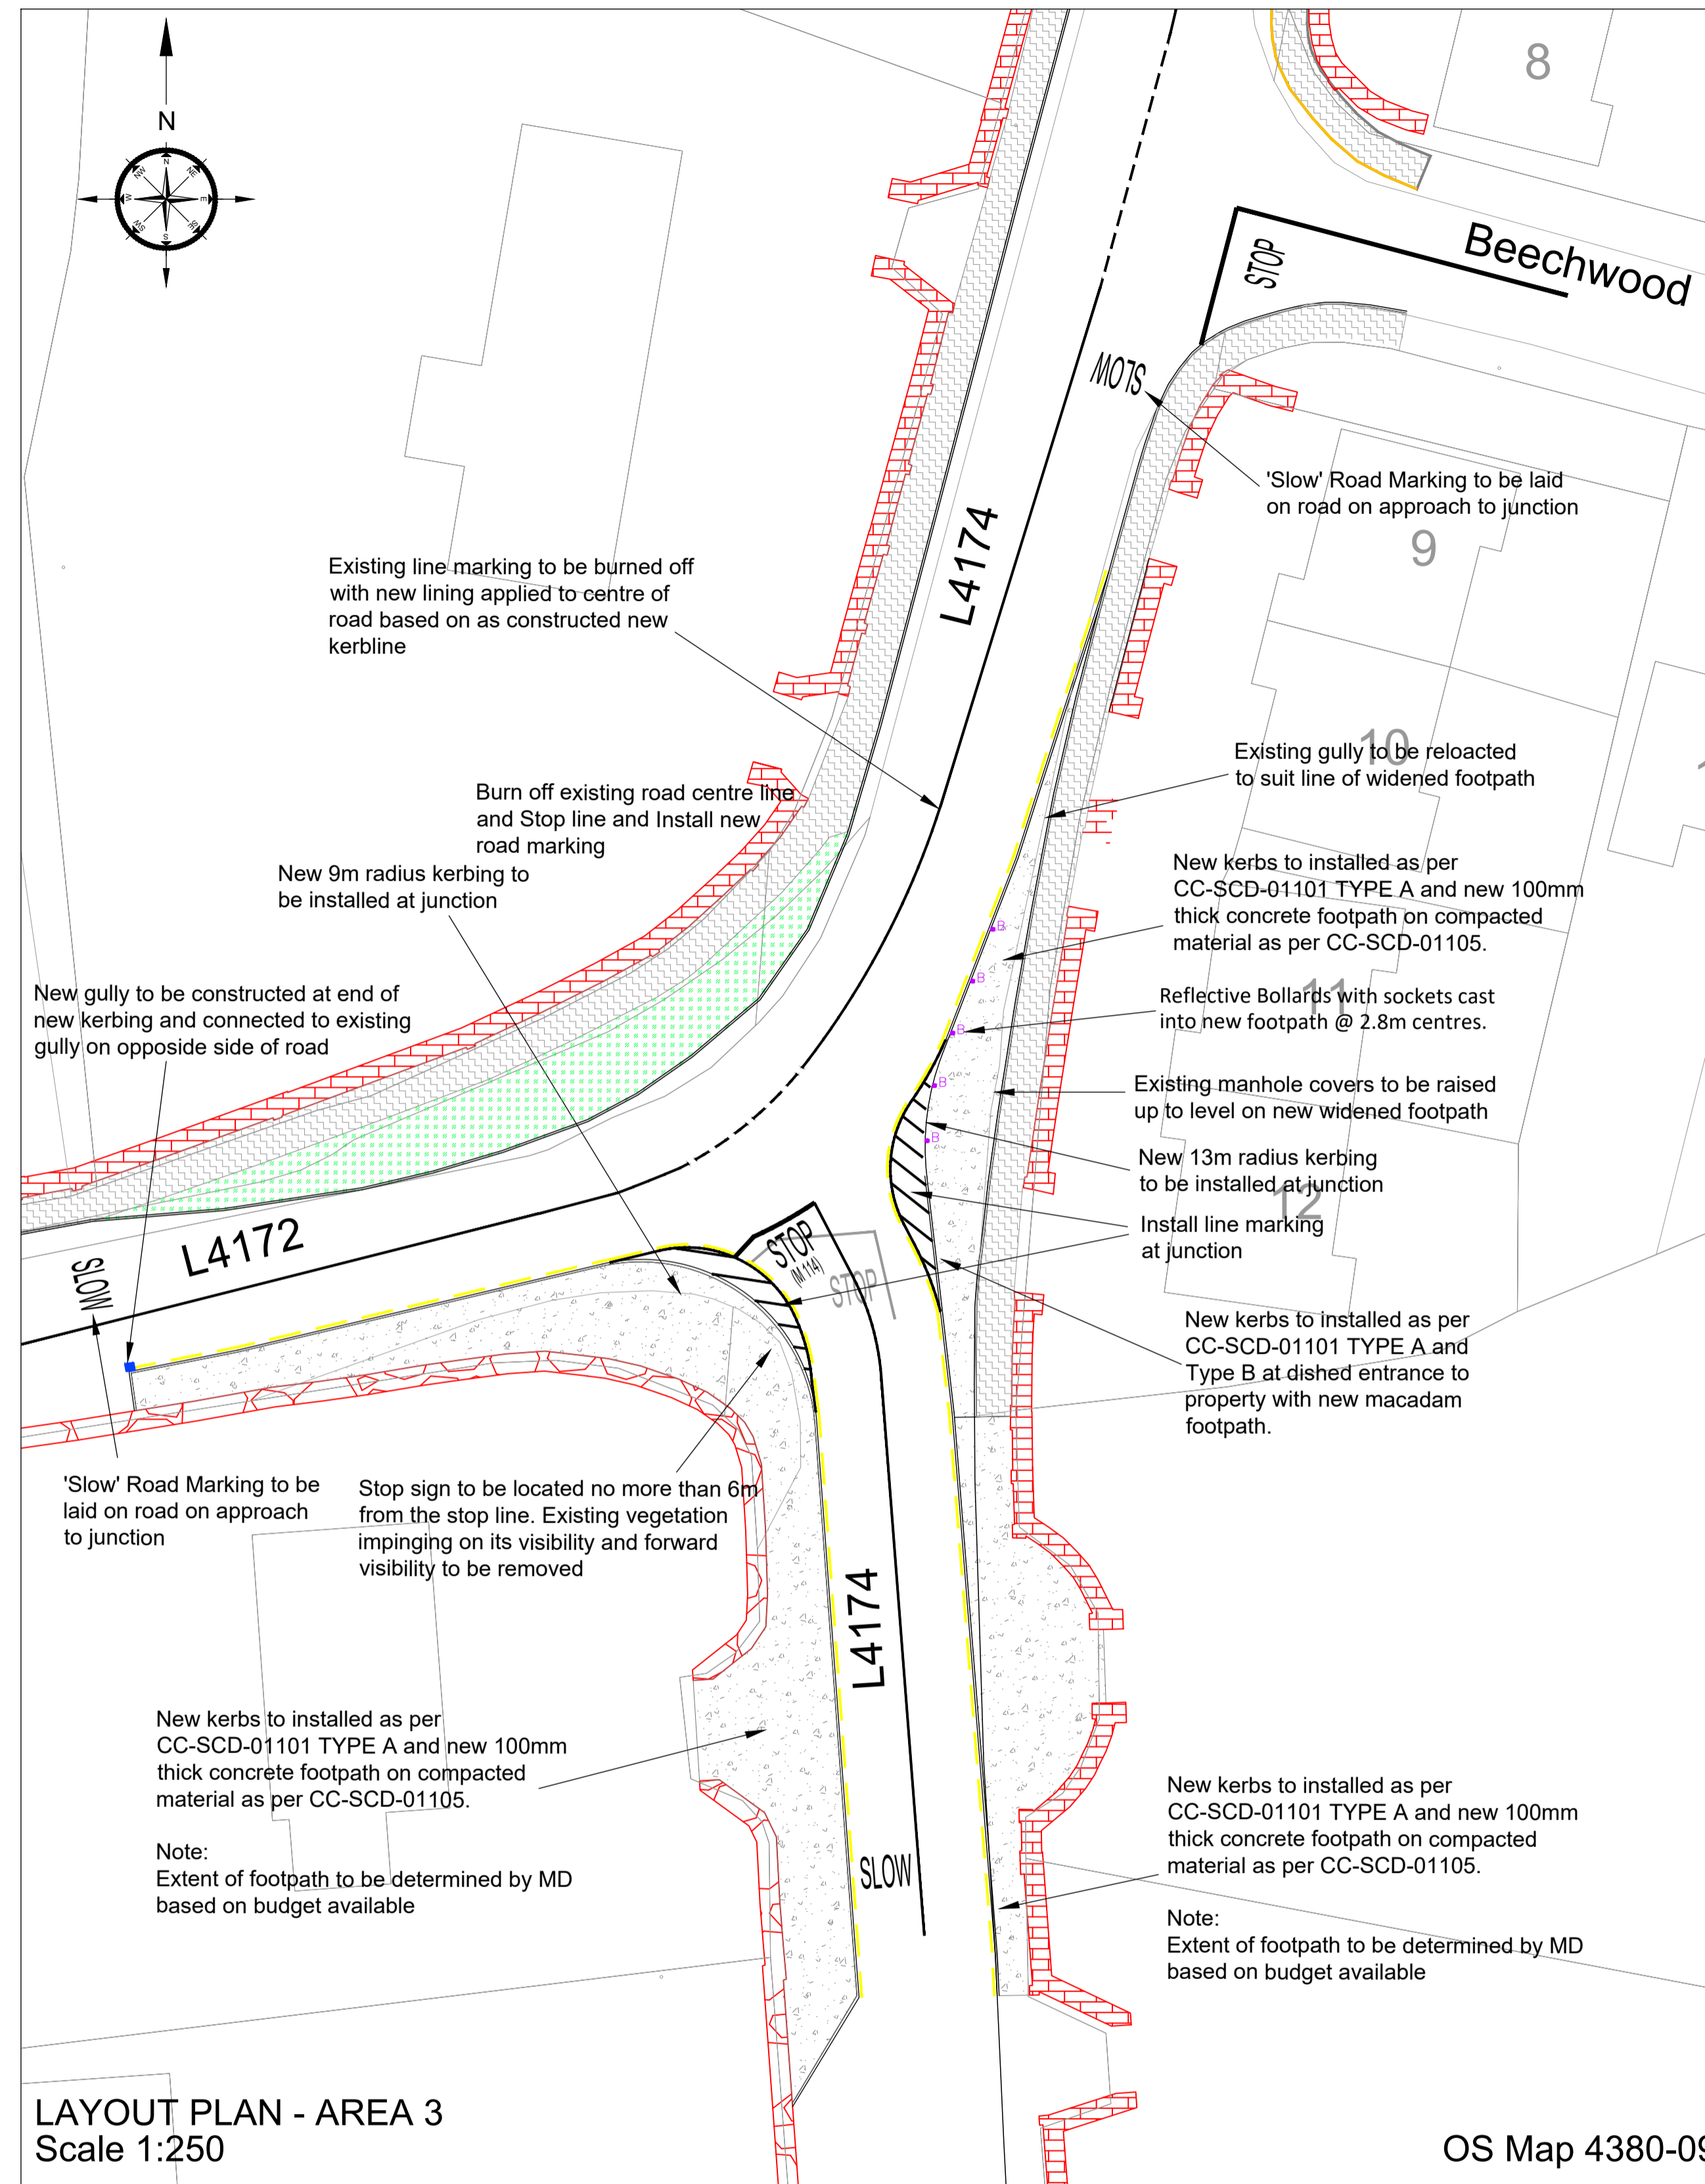 N
N
NE
E
SE
S
SW
W
NW
8
Beechwood
STOP
SLOW
'Slow' Road Marking to be laid
on road on approach to junction
9
L4174
Existing line marking to be burned off
with new lining applied to centre of
road based on as constructed new
kerbline
10
Existing gully to be reloacted
to suit line of widened footpath
Burn off existing road centre line
and Stop line and Install new
road marking
New 9m radius kerbing to
be installed at junction
New kerbs to installed as per
CC-SCD-01101 TYPE A and new 100mm
thick concrete footpath on compacted
material as per CC-SCD-01105.
11
B
B
B
B
B
New gully to be constructed at end of
new kerbing and connected to existing
gully on opposide side of road
Reflective Bollards with sockets cast
into new footpath @ 2.8m centres.
Existing manhole covers to be raised
up to level on new widened footpath
New 13m radius kerbing
to be installed at junction
12
Install line marking
at junction
L4172
SLOW
STOP
(M114)
STOP
New kerbs to installed as per
CC-SCD-01101 TYPE A and
Type B at dished entrance to
property with new macadam
footpath.
'Slow' Road Marking to be
laid on road on approach
to junction
Stop sign to be located no more than 6m
from the stop line. Existing vegetation
impinging on its visibility and forward
visibility to be removed
L4174
New kerbs to installed as per
CC-SCD-01101 TYPE A and new 100mm
thick concrete footpath on compacted
material as per CC-SCD-01105.
Note:
Extent of footpath to be determined by MD
based on budget available
SLOW
New kerbs to installed as per
CC-SCD-01101 TYPE A and new 100mm
thick concrete footpath on compacted
material as per CC-SCD-01105.
Note:
Extent of footpath to be determined by MD
based on budget available
LAYOUT PLAN - AREA 3
Scale 1:250
OS Map 4380-09